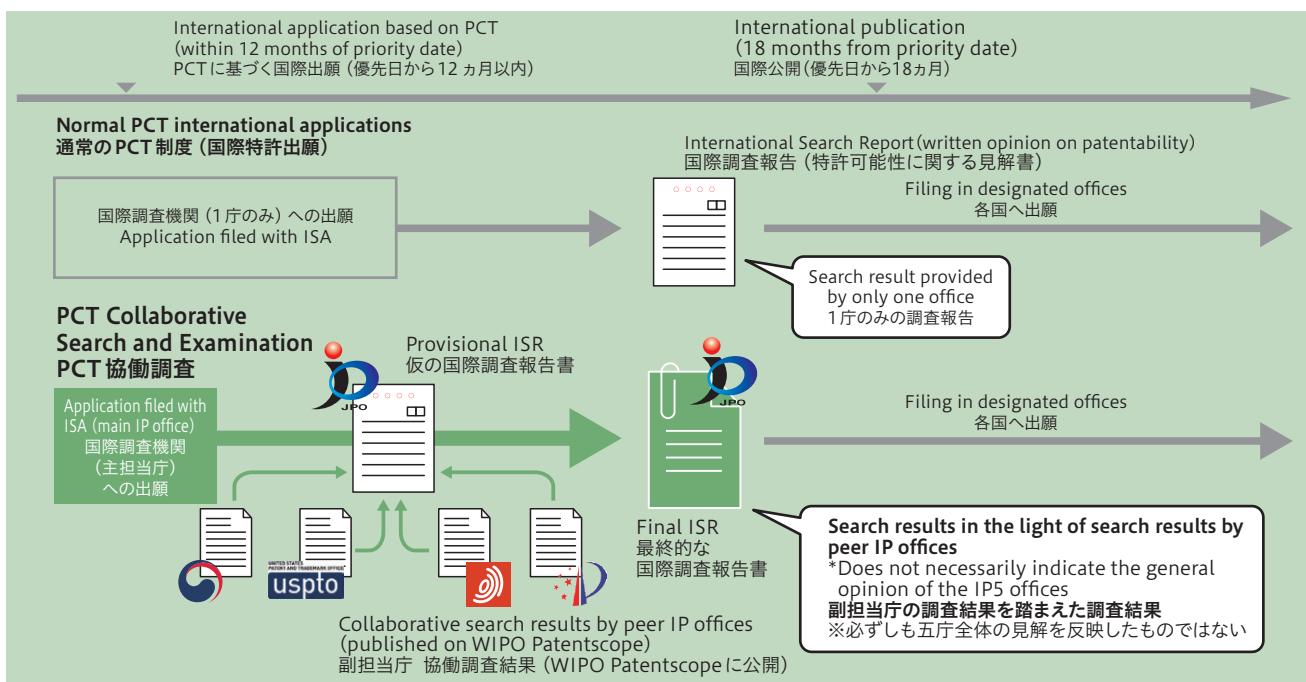 International application based on PCT
(within 12 months of priority date)
PCTに基づく国際出願（優先日から12ヵ月以内）
International publication
(18 months from priority date)
国際公開（優先日から18ヵ月）
Normal PCT international applications
通常のPCT制度（国際特許出願）
国際調査機関（1庁のみ）への出願
Application filed with ISA
International Search Report（written opinion on patentability）
国際調査報告（特許可能性に関する見解書）
Filing in designated offices
各国へ出願
Search result provided
by only one office
1庁のみの調査報告
PCT Collaborative
Search and Examination
PCT協働調査
Application filed with
ISA（main IP office）
国際調査機関
（主担当庁）
への出願
JPO
Provisional ISR
仮の国際調査報告書
JPO
Filing in designated offices
各国へ出願
UNITED STATES
PATENT AND TRADEMARK OFFICE
uspto
Collaborative search results by peer IP offices
(published on WIPO Patentscope)
副担当庁 協働調査結果（WIPO Patentscopeに公開）
Final ISR
最終的な
国際調査報告書
Search results in the light of search results by
peer IP offices
*Does not necessarily indicate the general
opinion of the IP5 offices
副担当庁の調査結果を踏まえた調査結果
※必ずしも五庁全体の見解を反映したものではない